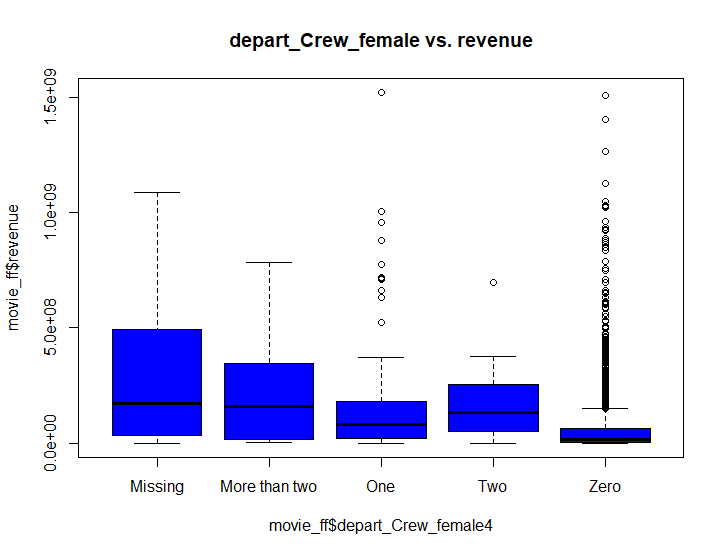 depart_Crew_female vs. revenue
movie_ff$revenue
1.5e+09
1.0e+09
5.0e+08
0.0e+00
Missing More than two One Two Zero
movie_ff$depart_Crew_female4